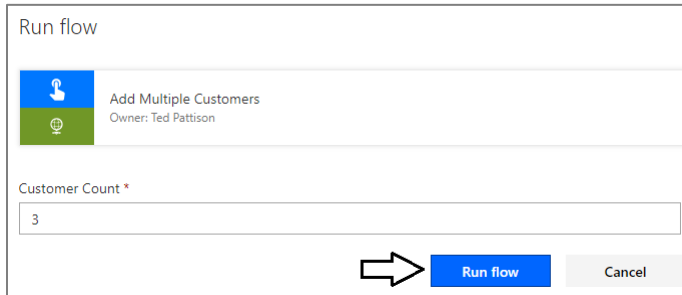 Run flow
Add Multiple Customers
Owner: Ted Pattison
Customer Count *
3
Run flow
Cancel